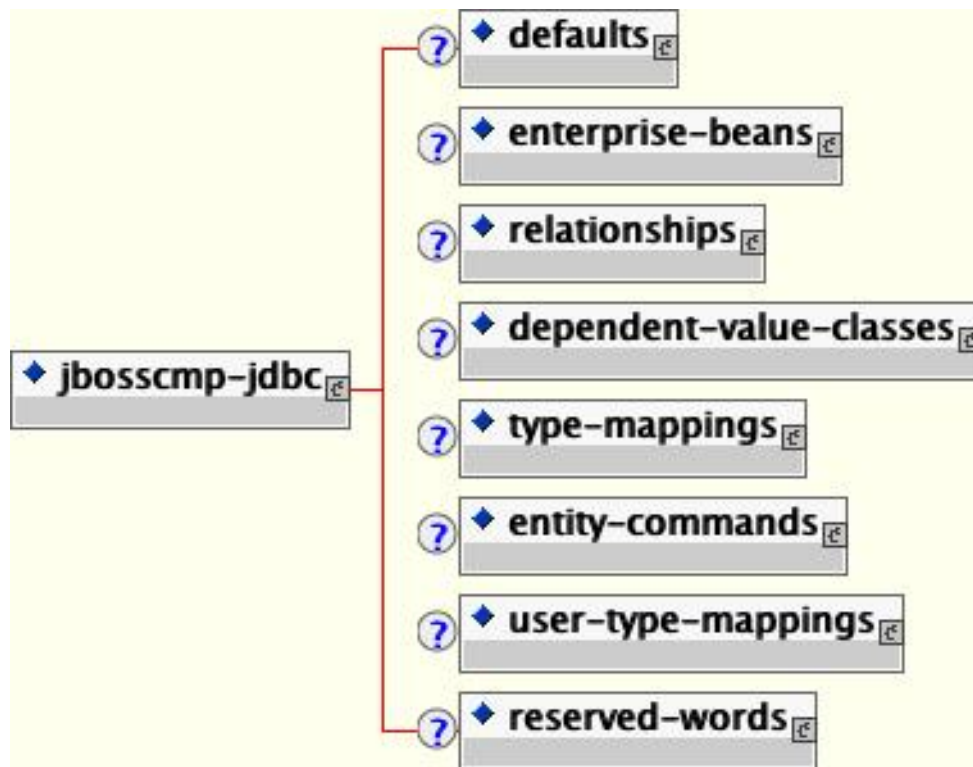 ? defaults
? enterprise-beans
? relationships
? dependent-value-classes
jbosscmp-jdbc
? type-mappings
? entity-commands
? user-type-mappings
? reserved-words